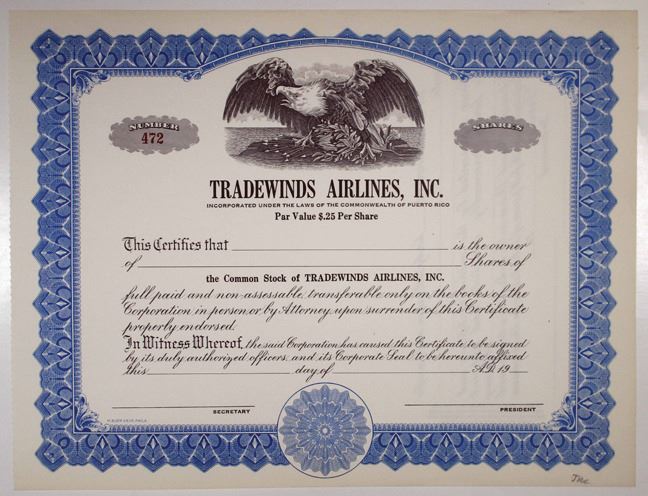 NUMBER
472
SHARES
TRADEWINDS AIRLINES, INC.
INCORPORATED UNDER THE LAWS OF THE COMMONWEALTH OF PUERTO RICO
Par Value $.25 Per Share
This Certifies that is the owner
of Shares of
the Common Stock of TRADEWINDS AIRLINES, INC.
full paid and non-assessable, transferable only on the books of the
Corporation in person or by Attorney upon surrender of this Certificate
properly endorsed.
In Witness Whereof, the said Corporation has caused this Certificate to be signed
by its duly authorized officers and its Corporate Seal to be hereunto affixed
this day of A.D. 19
SECRETARY
PRESIDENT